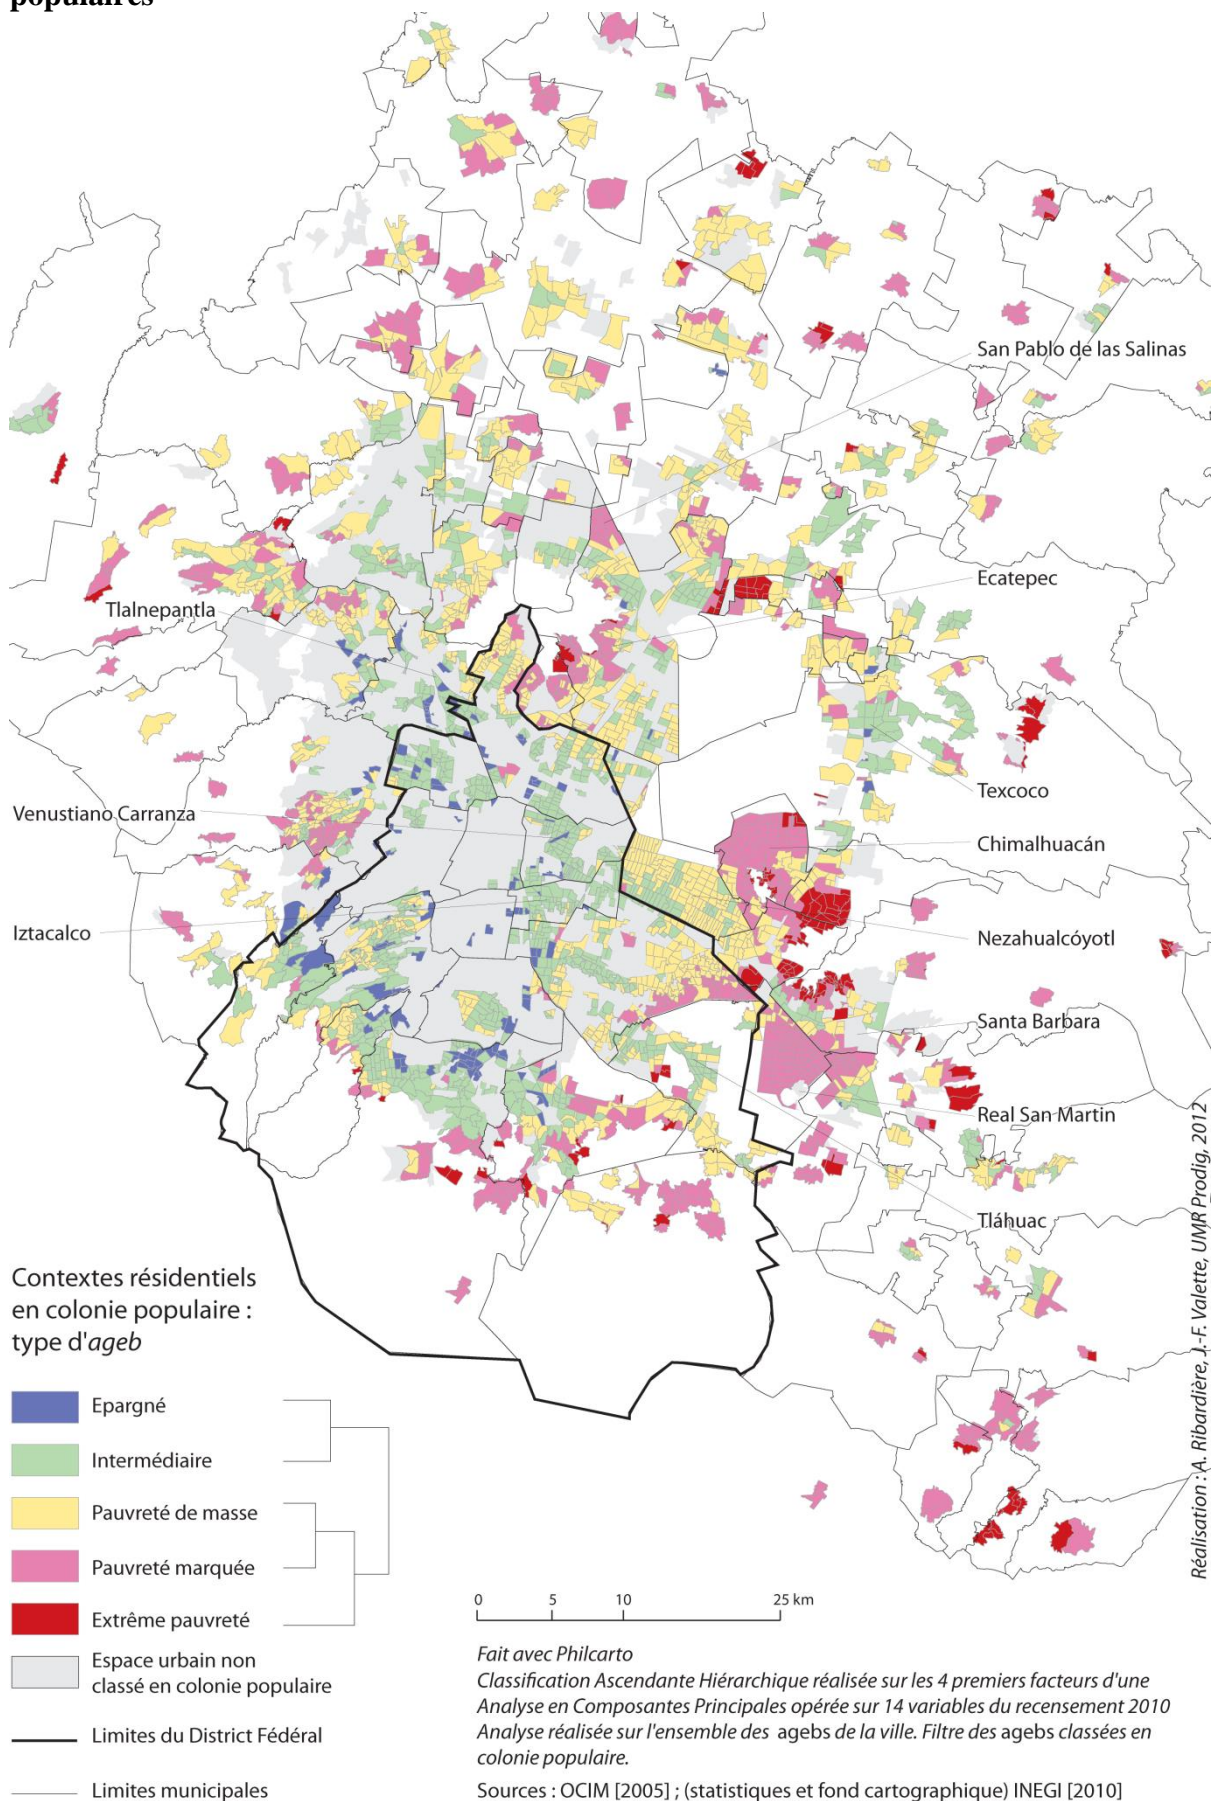 populaires
San Pablo de las Salinas
Ecatepec
Tlalnepantla
Texcoco
Venustiano Carranza
Chimalhuacán
Iztacalco
Nezahualcóyotl
Santa Barbara
Real San Martin
Tláhuac
Contextes résidentiels
en colonie populaire :
type d'ageb
Epargné
Intermédiaire
Pauvreté de masse
Pauvreté marquée
Extrême pauvreté
Espace urbain non
classé en colonie populaire
Limites du District Fédéral
Limites municipales
0 5 10 25 km
Fait avec Philcarto
Classification Ascendante Hiérarchique réalisée sur les 4 premiers facteurs d'une
Analyse en Composantes Principales opérée sur 14 variables du recensement 2010
Analyse réalisée sur l'ensemble des agebs de la ville. Filtre des agebs classées en
colonie populaire.
Sources : OCIM [2005] ; (statistiques et fond cartographique) INEGI [2010]
Réalisation : A. Ribardière, J.-F. Valette, UMR Prodig, 2012